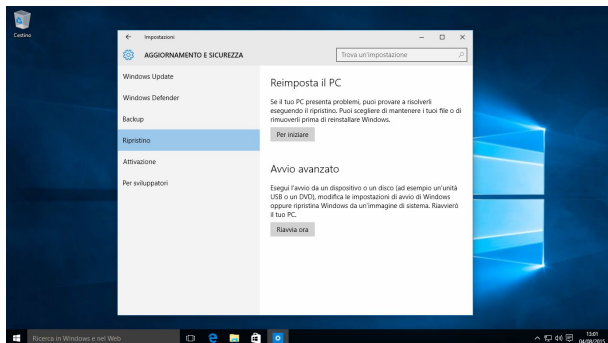 Cestino
Impostazioni
AGGIORNAMENTO E SICUREZZA
Trova un'impostazione
Windows Update
Windows Defender
Backup
Ripristino
Attivazione
Per sviluppatori
Reimposta il PC
Se il tuo PC presenta problemi, puoi provare a risolverli
eseguendo il ripristino. Puoi scegliere di mantenere i tuoi file o di
rimuoverli prima di reinstallare Windows.
Per iniziare
Avvio avanzato
Esegui l'avvio da un dispositivo o un disco (ad esempio un'unità
USB o un DVD), modifica le impostazioni di avvio di Windows
oppure ripristina Windows da un'immagine di sistema. Riavvierò
il tuo PC.
Riavvia ora
Ricerca in Windows e nel Web
13:01
04/08/2015